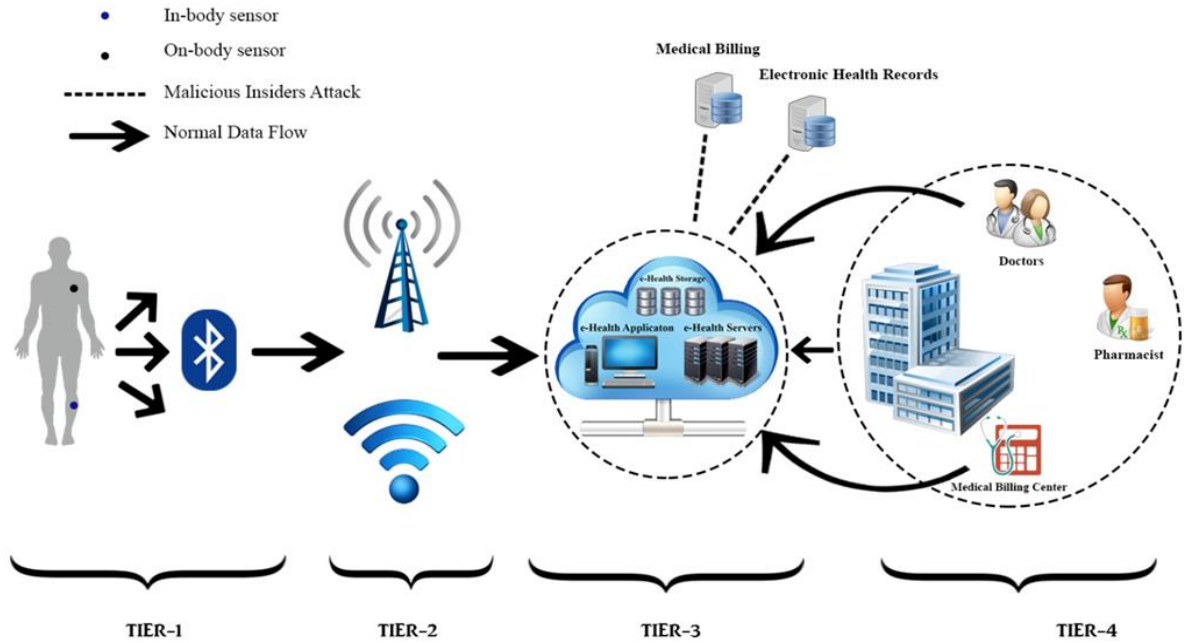 In-body sensor
On-body sensor
Malicious Insiders Attack
Normal Data Flow
Medical Billing
Electronic Health Records
e-Health Storage
e-Health Applicaton
e-Health Servers
Doctors
Rx
Pharmacist
Medical Billing Center
TIER-1
TIER-2
TIER-3
TIER-4